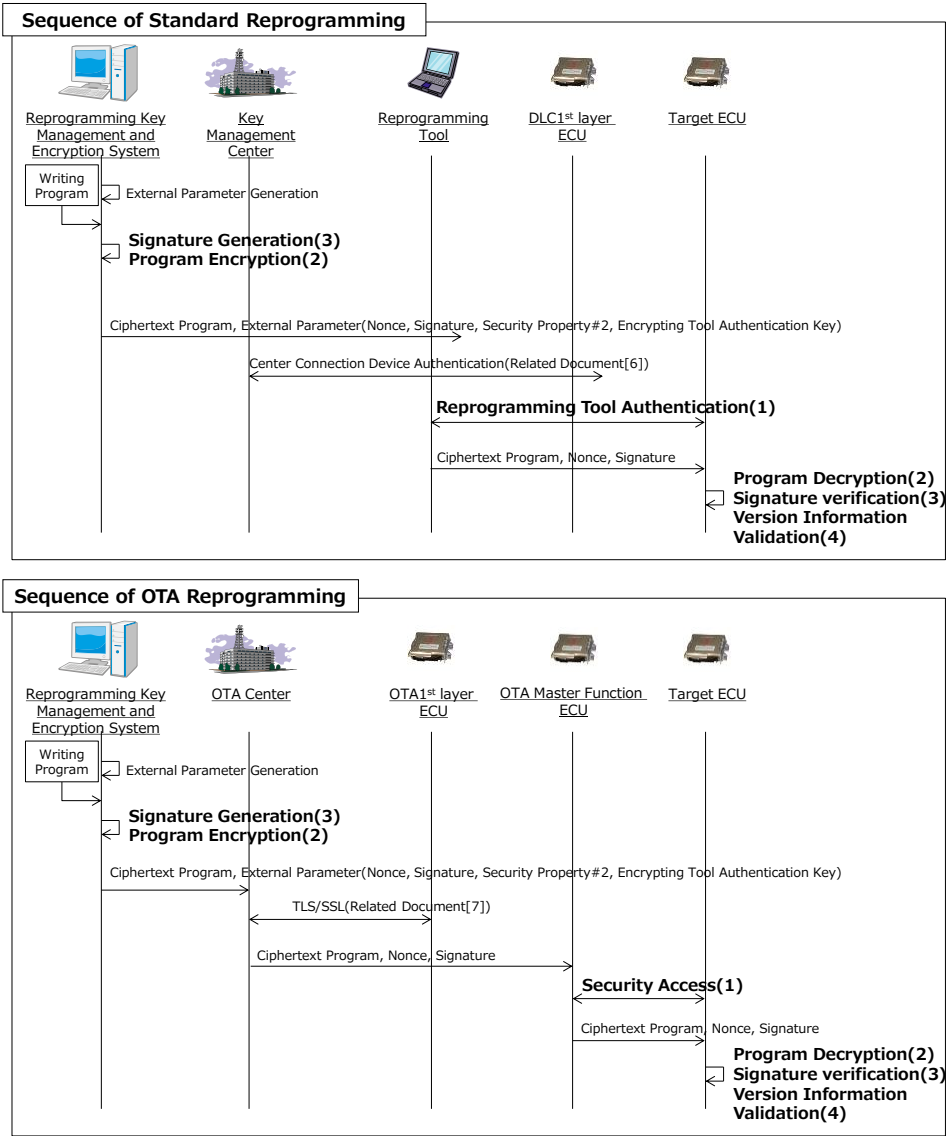 Sequence of Standard Reprogramming
Reprogramming Key
Management and
Encryption System
Key
Management
Center
Reprogramming
Tool
DLC1st layer
ECU
Target ECU
Writing
Program
External Parameter Generation
Signature Generation(3)
Program Encryption(2)
Ciphertext Program, External Parameter(Nonce, Signature, Security Property#2, Encrypting Tool Authentication Key)
Center Connection Device Authentication(Related Document[6])
Reprogramming Tool Authentication(1)
Ciphertext Program, Nonce, Signature
Program Decryption(2)
Signature verification(3)
Version Information
Validation(4)
Sequence of OTA Reprogramming
Reprogramming Key
Management and
Encryption System
OTA Center
OTA1st layer
ECU
OTA Master Function
ECU
Target ECU
Writing
Program
External Parameter Generation
Signature Generation(3)
Program Encryption(2)
Ciphertext Program, External Parameter(Nonce, Signature, Security Property#2, Encrypting Tool Authentication Key)
TLS/SSL(Related Document[7])
Ciphertext Program, Nonce, Signature
Security Access(1)
Ciphertext Program, Nonce, Signature
Program Decryption(2)
Signature verification(3)
Version Information
Validation(4)